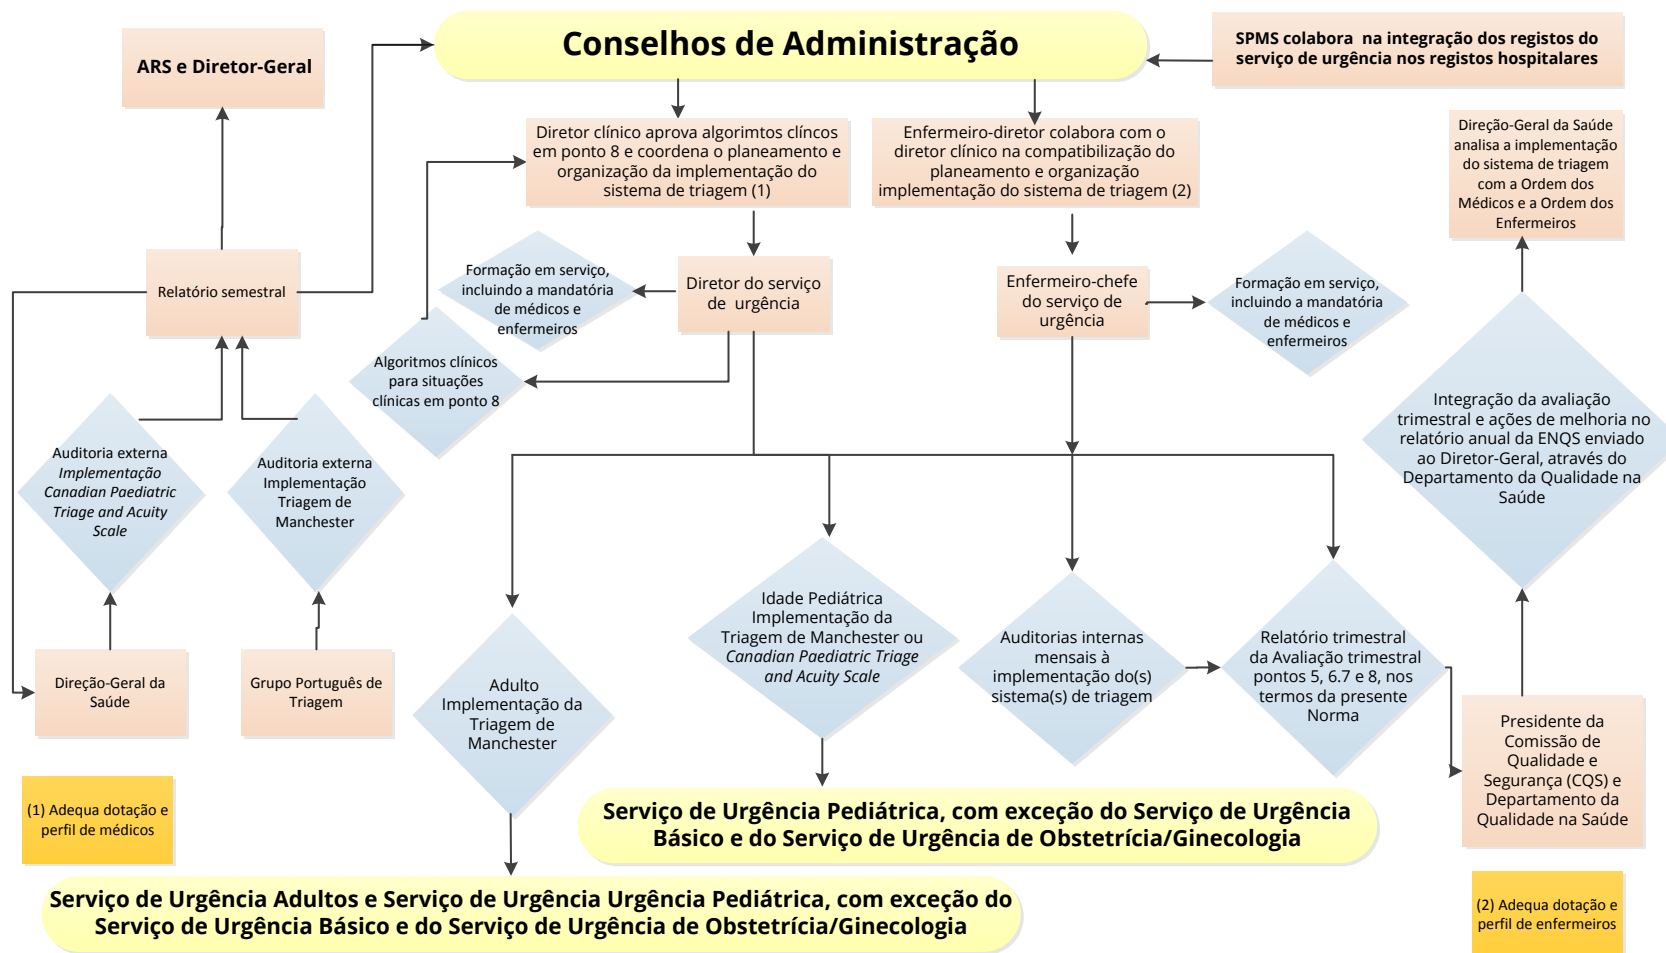 Conselhos de Administração
ARS e Diretor-Geral
SPMS colabora na integração dos registos do
serviço de urgência nos registos hospitalares
Diretor clínico aprova algorimtos clíncos
em ponto 8 e coordena o planeamento e
organização da implementação do
sistema de triagem (1)
Enfermeiro-diretor colabora com o
diretor clínico na compatibilização do
planeamento e organização
implementação do sistema de triagem (2)
Direção-Geral da Saúde
analisa a implementação
do sistema de triagem
com a Ordem dos
Médicos e a Ordem dos
Enfermeiros
Relatório semestral
Formação em serviço,
incluindo a mandatória
de médicos e
enfermeiros
Diretor do serviço
de urgência
Enfermeiro-chefe
do serviço de
urgência
Formação em serviço,
incluindo a mandatória
de médicos e
enfermeiros
Algoritmos clínicos
para situações
clínicas em ponto 8
Auditoria externa
Implementação
Canadian Paediatric
Triage and Acuity
Scale
Auditoria externa
Implementação
Triagem de
Manchester
Integração da avaliação
trimestral e ações de melhoria no
relatório anual da ENQS enviado
ao Diretor-Geral, através do
Departamento da Qualidade na
Saúde
Direção-Geral da
Saúde
Grupo Português de
Triagem
Adulto
Implementação da
Triagem de
Manchester
Idade Pediátrica
Implementação da
Triagem de Manchester ou
Canadian Paediatric Triage
and Acuity Scale
Auditorias internas
mensais à
implementação do(s)
sistema(s) de triagem
Relatório trimestral
da Avaliação trimestral
pontos 5, 6.7 e 8, nos
termos da presente
Norma
Presidente da
Comissão de
Qualidade e
Segurança (CQS) e
Departamento da
Qualidade na Saúde
(1) Adequa dotação e
perfil de médicos
Serviço de Urgência Pediátrica, com exceção do Serviço de Urgência
Básico e do Serviço de Urgência de Obstetrícia/Ginecologia
Serviço de Urgência Adultos e Serviço de Urgência Urgência Pediátrica, com exceção do
Serviço de Urgência Básico e do Serviço de Urgência de Obstetrícia/Ginecologia
(2) Adequa dotação e
perfil de enfermeiros